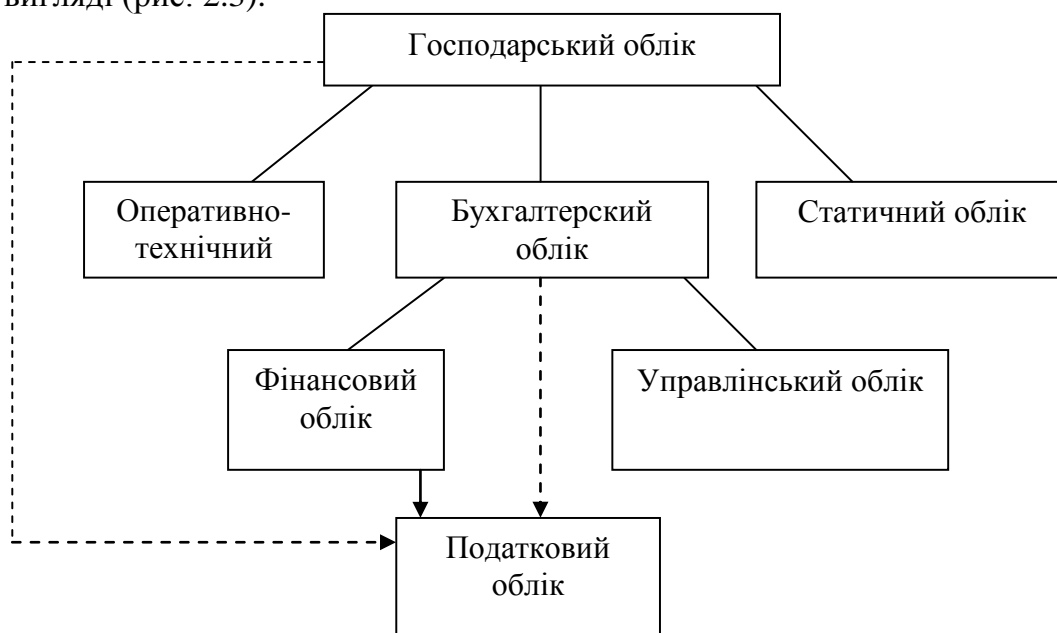 вигляді (рис. 2.3).
Господарський облік
Оперативно-
технічний
Бухгалтерский
облік
Статичний облік
Фінансовий
облік
Управлінський облік
Податковий
облік